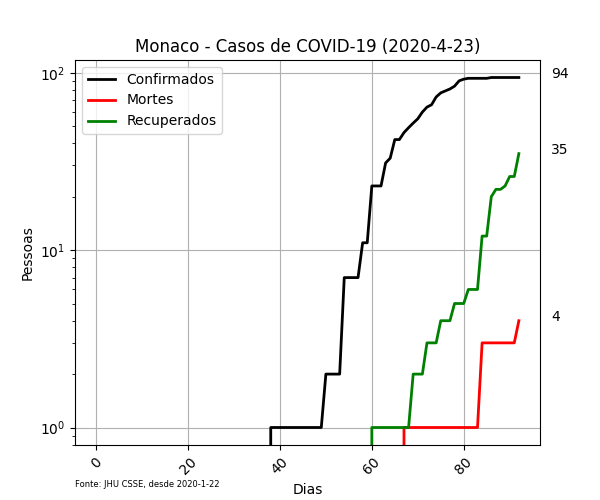 Monaco - Casos de COVID-19 (2020-4-23)
Confirmados
Mortes
Recuperados
10²
10¹
10⁰
Pessoas
94
35
4
0
20
40
60
80
Dias
Fonte: JHU CSSE, desde 2020-1-22